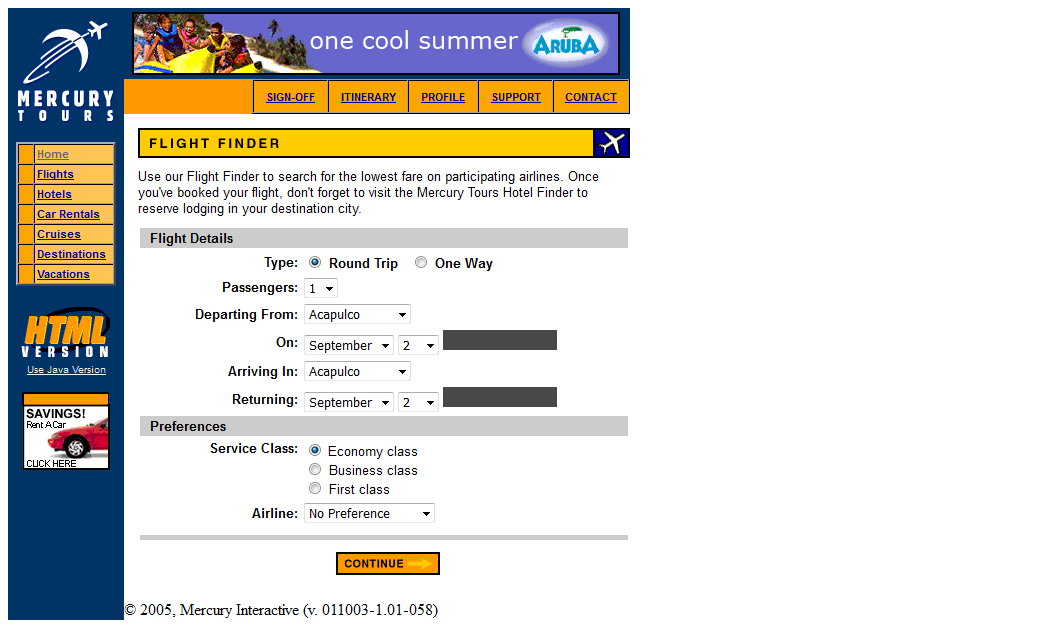 one cool summer ARUBA
MERCURY
TOURS
SIGN-OFF ITINERARY PROFILE SUPPORT CONTACT
Home
Flights
Hotels
Car Rentals
Cruises
Destinations
Vacations
HTML
VERSION
Use Java Version
SAVINGS!
Rent A Car
CLICK HERE
FLIGHT FINDER
Use our Flight Finder to search for the lowest fare on participating airlines. Once
you've booked your flight, don't forget to visit the Mercury Tours Hotel Finder to
reserve lodging in your destination city.
Flight Details
Type: Round Trip One Way
Passengers: 1
Departing From: Acapulco
On: September 2
Arriving In: Acapulco
Returning: September 2
Preferences
Service Class: Economy class
Business class
First class
Airline: No Preference
CONTINUE
© 2005, Mercury Interactive (v. 011003-1.01-058)